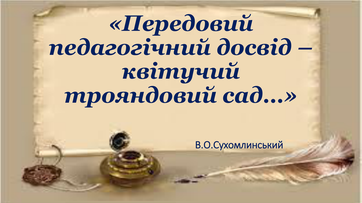 «Передовий
педагогічний досвід –
квітучий
трояндовий сад...»
В.О.Сухомлинський